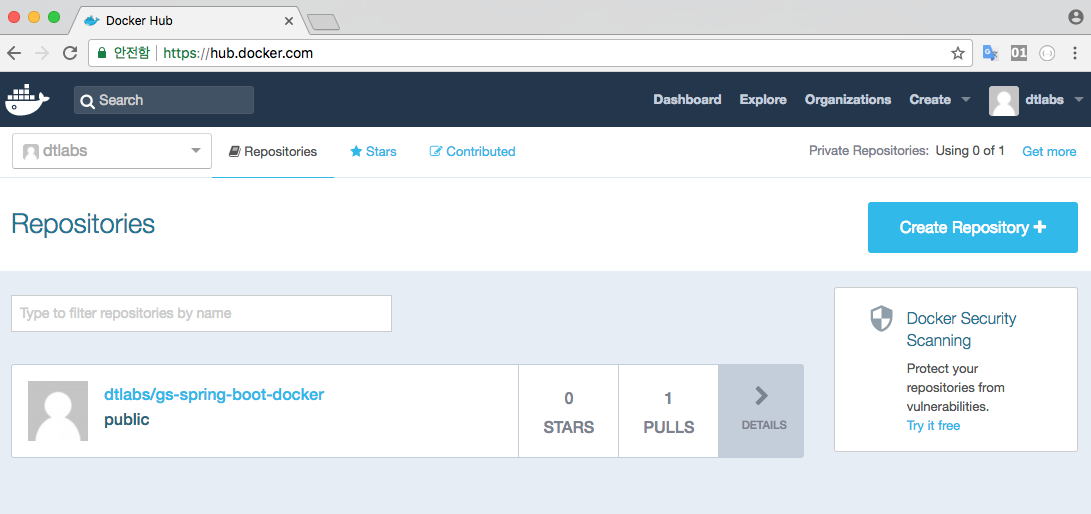 Docker Hub
안전함 https://hub.docker.com
01
Search
Dashboard Explore Organizations Create dtlabs
dtlabs Repositories Stars Contributed Private Repositories: Using 0 of 1 Get more
Repositories
Create Repository +
Type to filter repositories by name
dtlabs/gs-spring-boot-docker
public
0
STARS
1
PULLS
DETAILS
Docker Security
Scanning
Protect your
repositories from
vulnerabilities.
Try it free